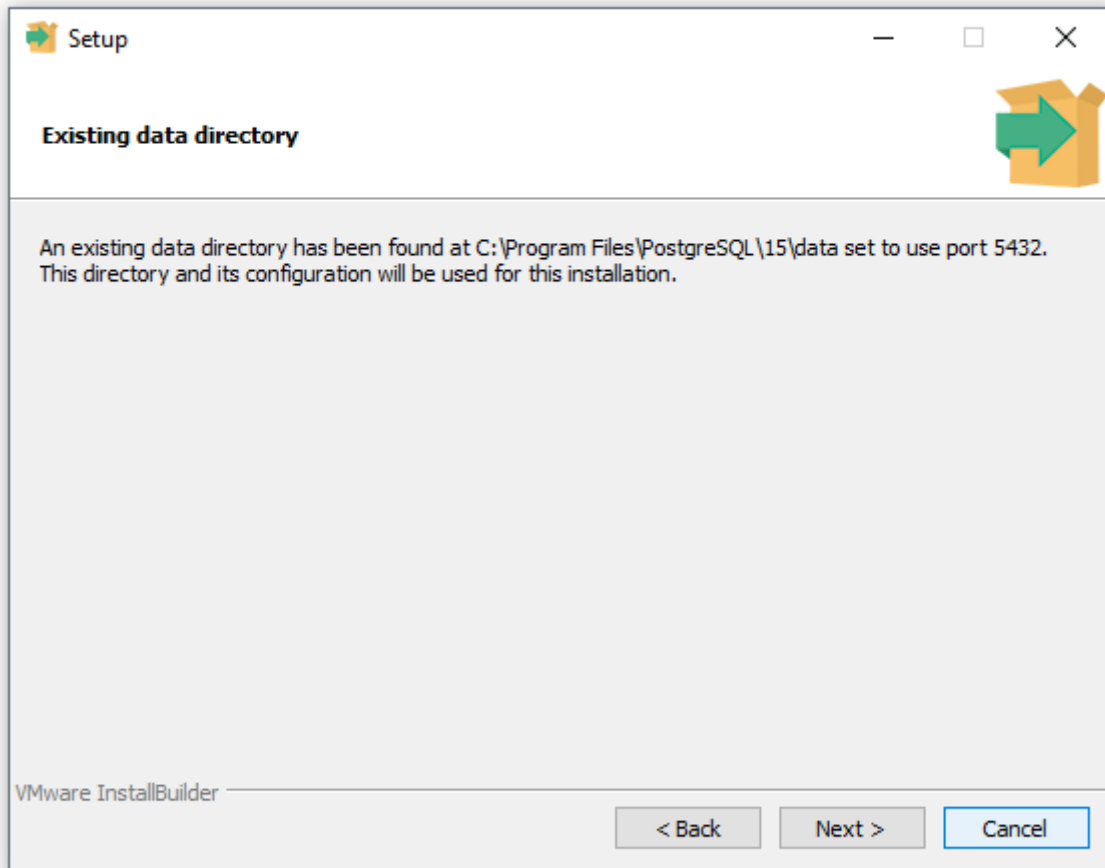 Setup
Existing data directory
An existing data directory has been found at C:\Program Files\PostgreSQL\15\data set to use port 5432.
This directory and its configuration will be used for this installation.
VMware InstallBuilder
< Back
Next >
Cancel